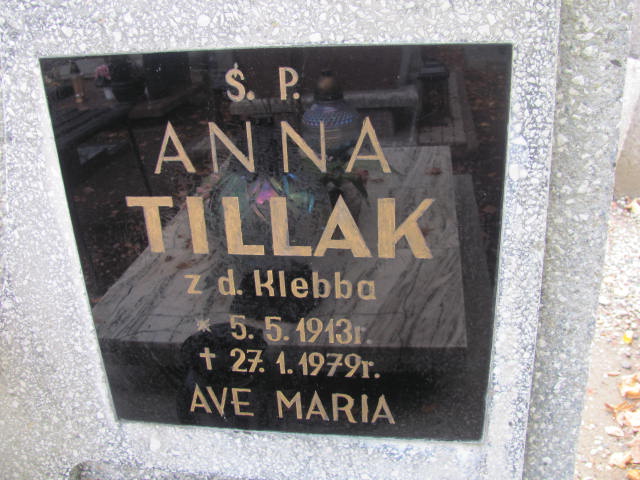 Ś. P.
ANNA
TILLAK
z d. Klebba
* 5. 5. 1913r.
† 27. 1. 1979r.
AVE MARIA